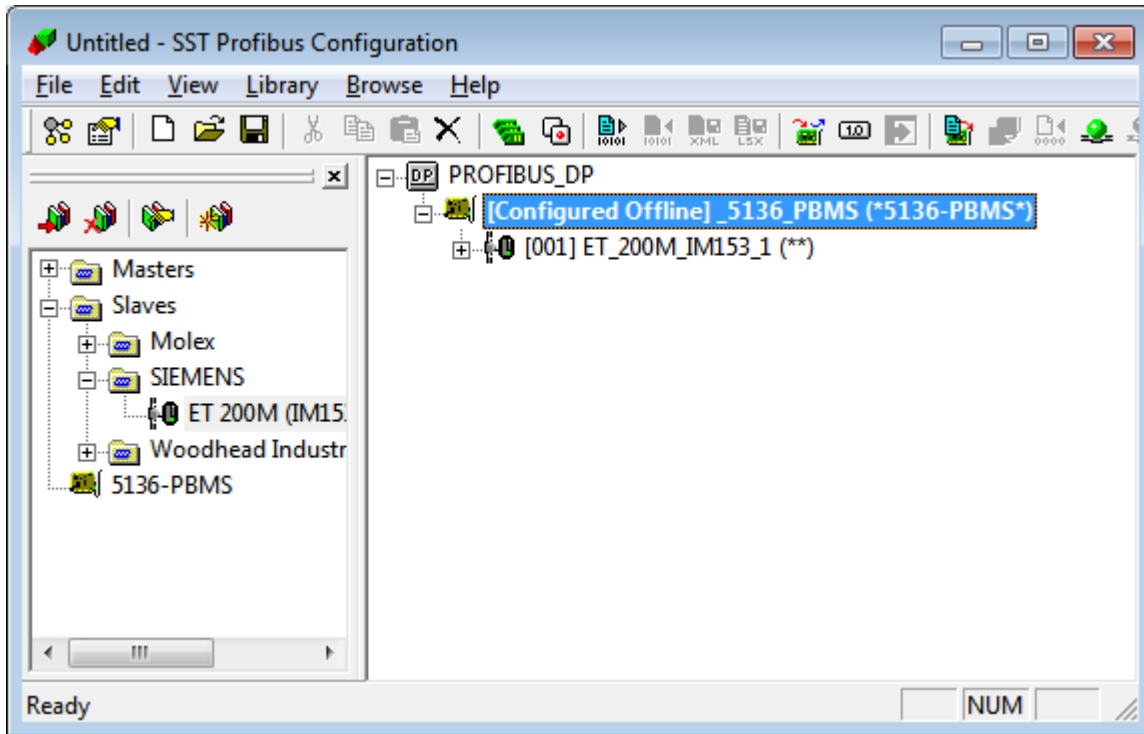 Untitled - SST Profibus Configuration
File Edit View Library Browse Help
PROFIBUS_DP
[Configured Offline] _5136_PBMS (*5136-PBMS*)
[001] ET_200M_IM153_1 (**)
Masters
Slaves
Molex
SIEMENS
ET 200M (IM15
Woodhead Industr
5136-PBMS
Ready
NUM